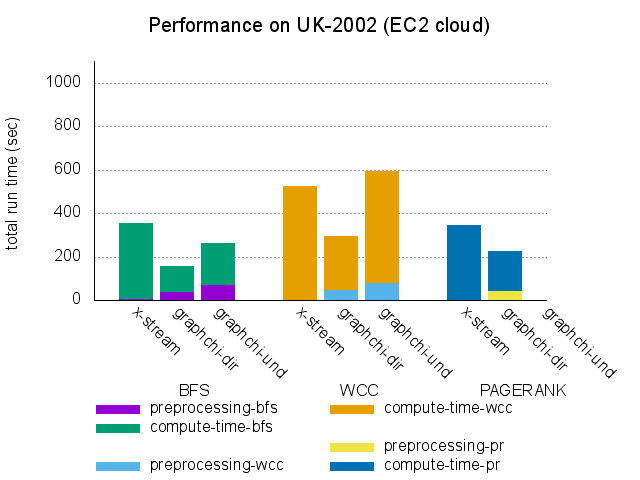 Performance on UK-2002 (EC2 cloud)
total run time (sec)
1000
800
600
400
200
0
x-stream
graphchi-dir
graphchi-und
x-stream
graphchi-dir
graphchi-und
x-stream
graphchi-dir
graphchi-und
BFS WCC PAGERANK
preprocessing-bfs compute-time-wcc
compute-time-bfs
preprocessing-pr
preprocessing-wcc compute-time-pr